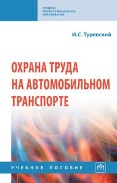 И.С. Туревский
ОХРАНА ТРУДА
НА АВТОМОБИЛЬНОМ
ТРАНСПОРТЕ
УЧЕБНОЕ ПОСОБИЕ